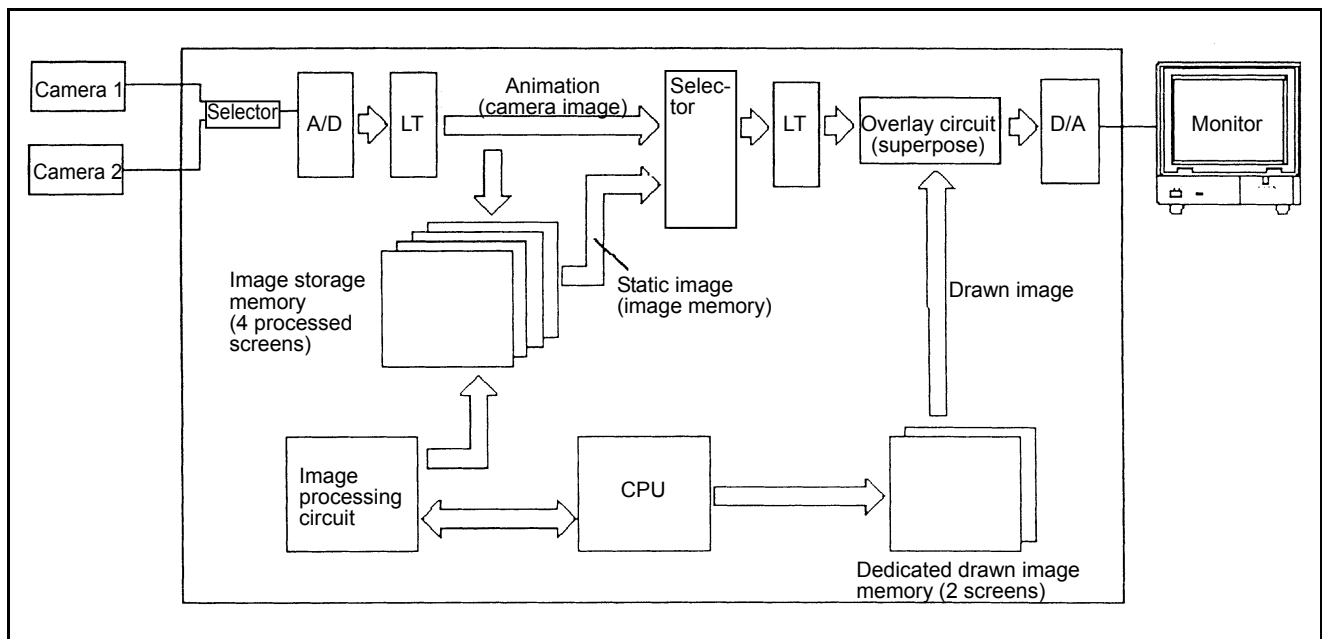 Camera 1
Camera 2
Selector
A/D
LT
Animation
(camera image)
Selec-
tor
LT
Overlay circuit
(superpose)
D/A
Monitor
Image storage
memory
(4 processed
screens)
Static image
(image memory)
Drawn image
Image
processing
circuit
CPU
Dedicated drawn image
memory (2 screens)